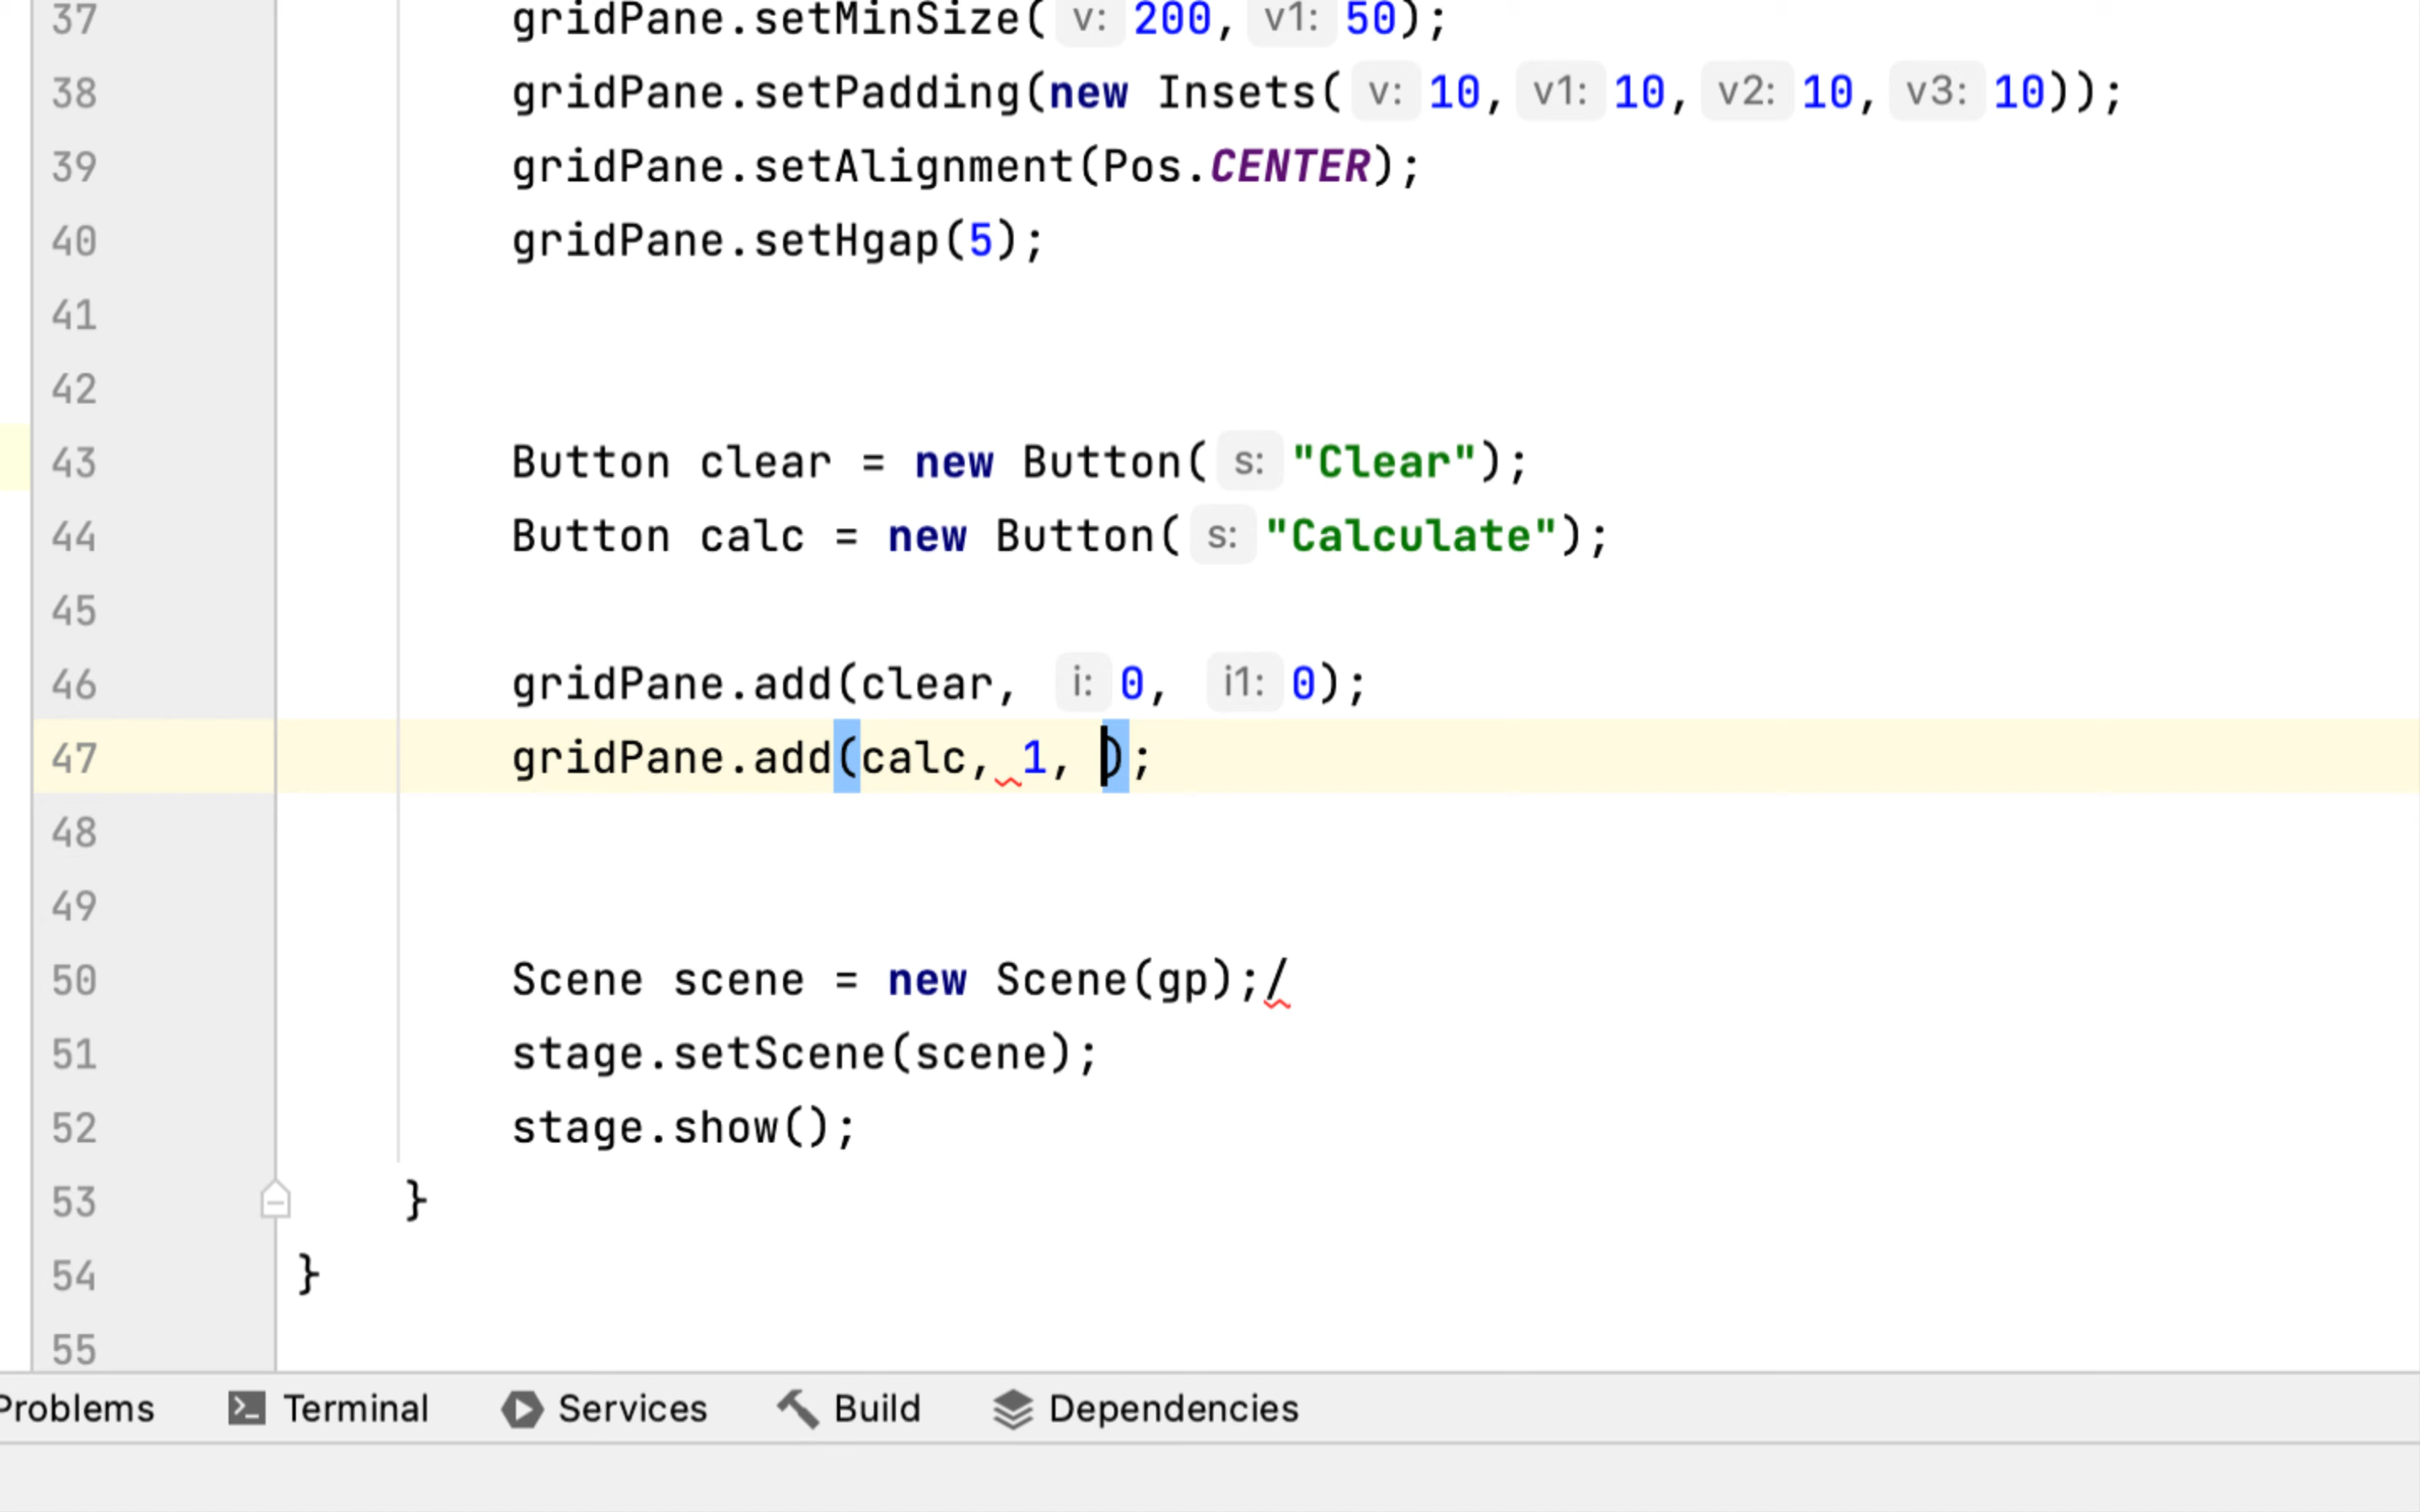 37 gridPane.setMinSize( v: 200, v1: 50);
38 gridPane.setPadding(new Insets( v: 10, v1: 10, v2: 10, v3: 10));
39 gridPane.setAlignment(Pos.CENTER);
40 gridPane.setHgap(5);
41
42
43 Button clear = new Button( s: "Clear");
44 Button calc = new Button( s: "Calculate");
45
46 gridPane.add(clear, i: 0, i1: 0);
47 gridPane.add(calc, 1, );
48
49
50 Scene scene = new Scene(gp);/
51 stage.setScene(scene);
52 stage.show();
53 }
54 }
55
Problems Terminal Services Build Dependencies